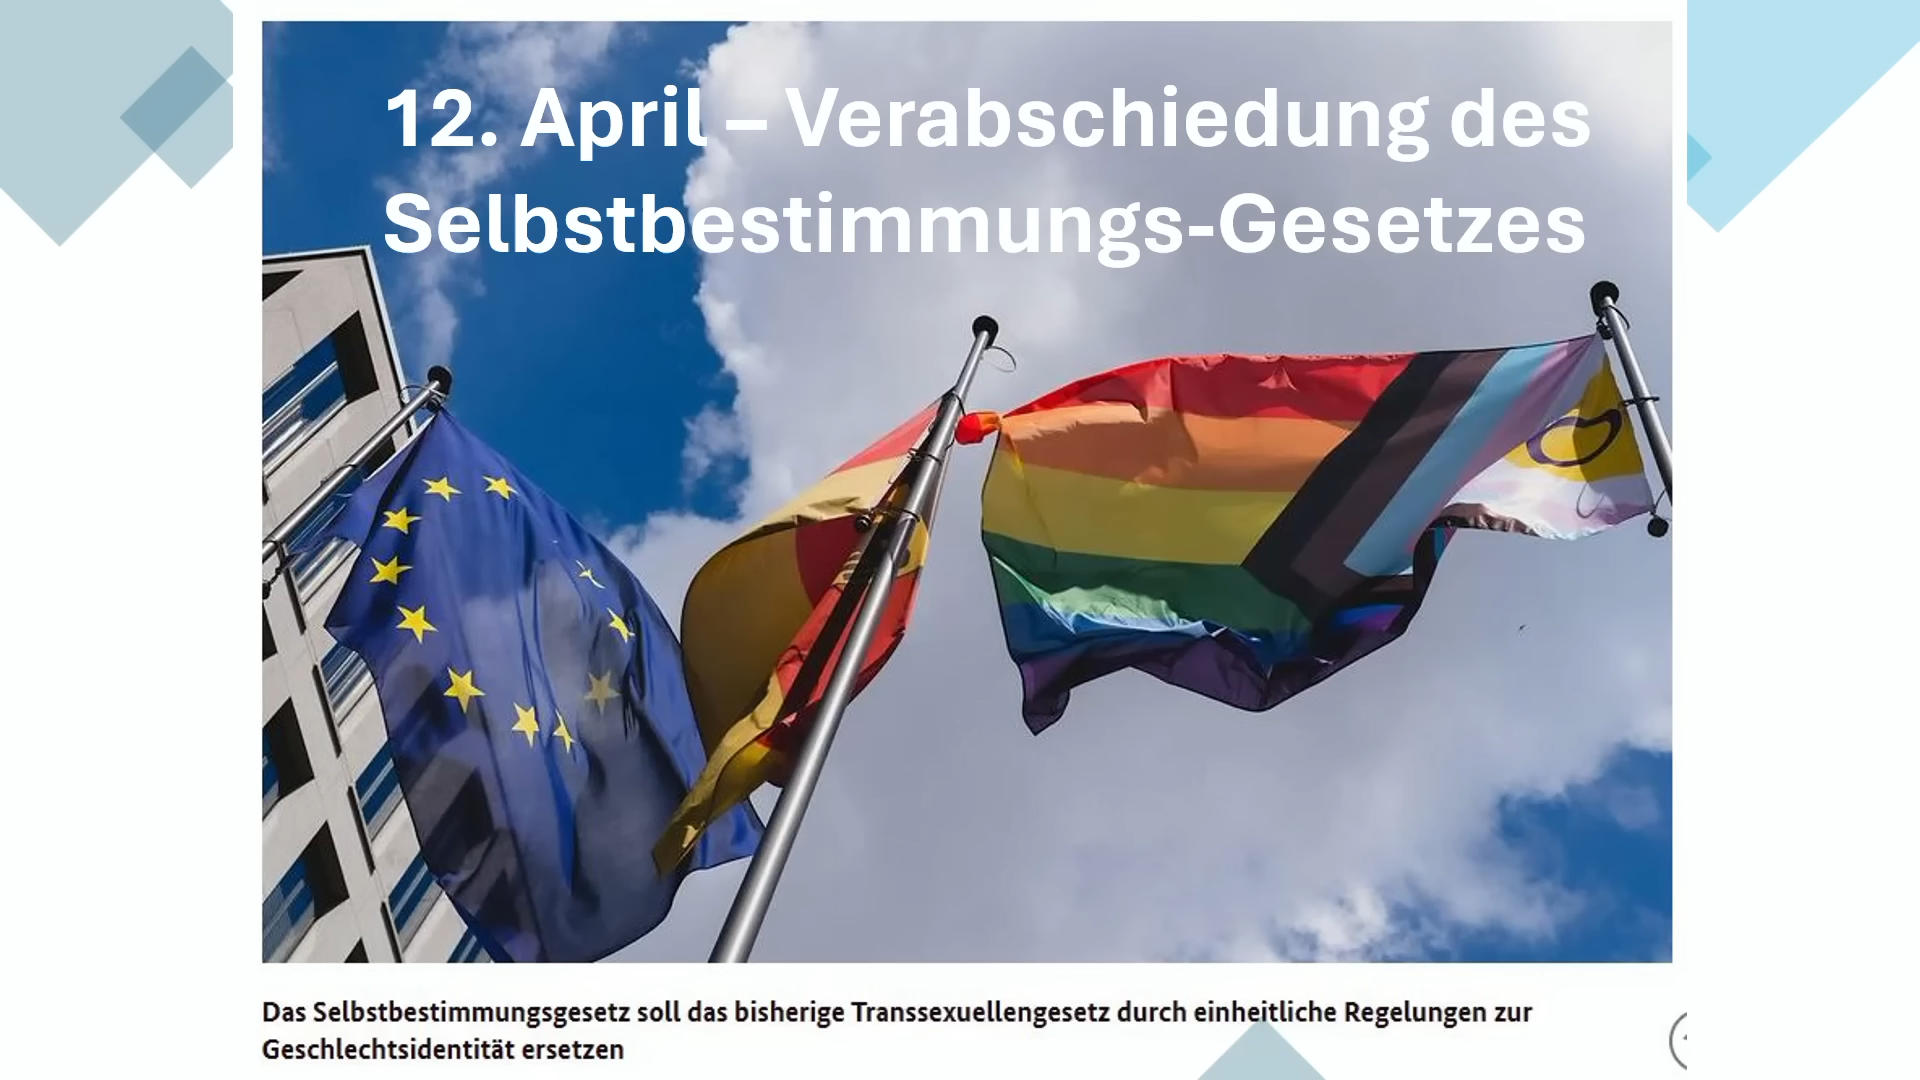 12. April – Verabschiedung des
Selbstbestimmungs-Gesetzes
Das Selbstbestimmungsgesetz soll das bisherige Transsexuellengesetz durch einheitliche Regelungen zur
Geschlechtsidentität ersetzen